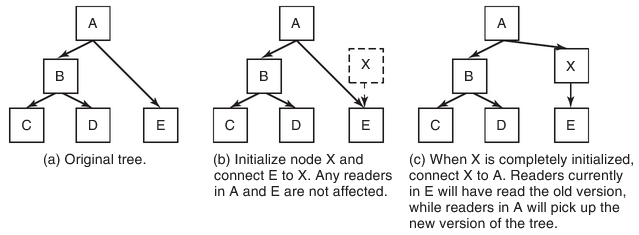 A
B
C
D
E
(a) Original tree.
A
B
X
C
D
E
(b) Initialize node X and
connect E to X. Any readers
in A and E are not affected.
A
B
X
C
D
E
(c) When X is completely initialized,
connect X to A. Readers currently
in E will have read the old version,
while readers in A will pick up the
new version of the tree.